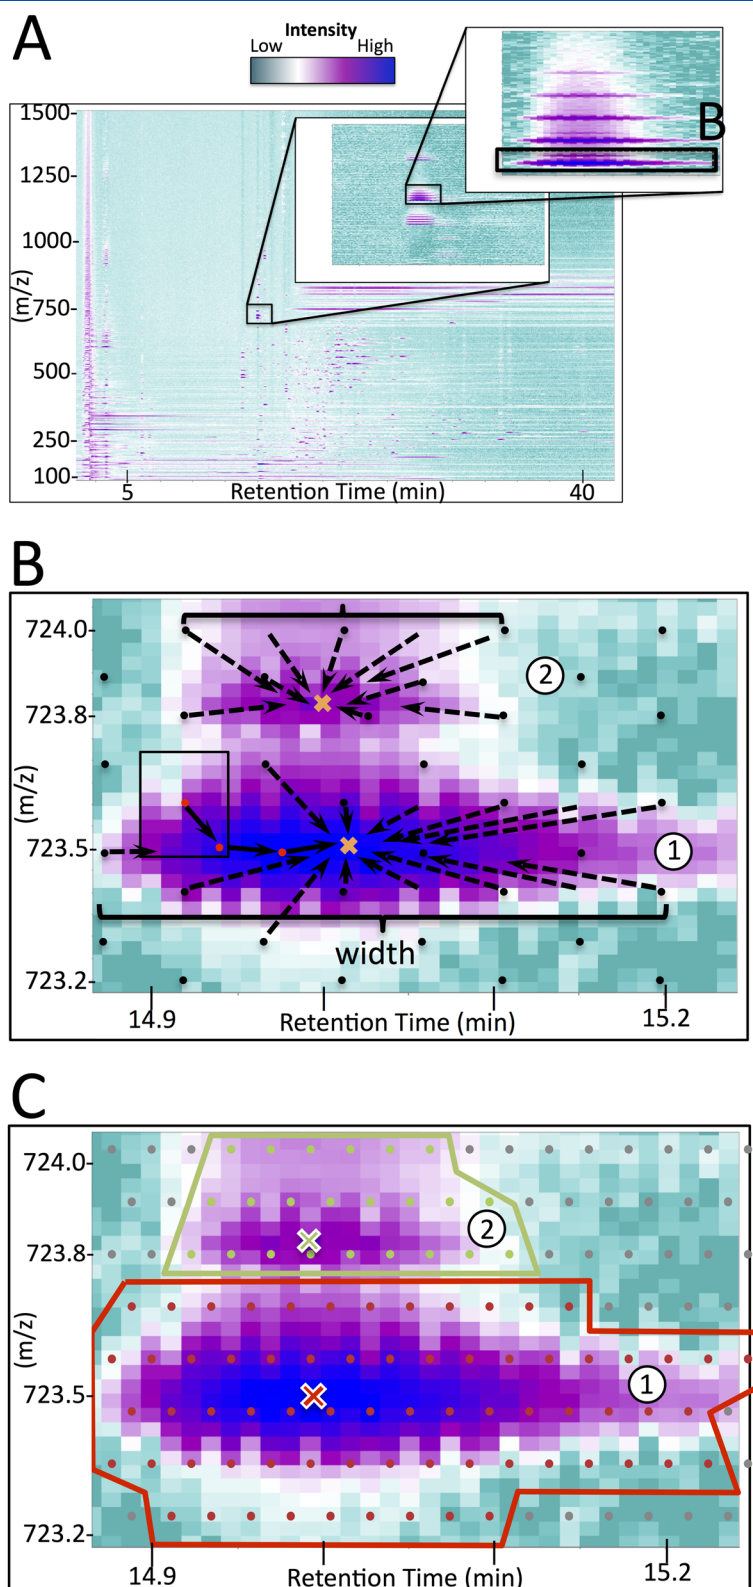 A
Intensity
Low High
B
1500
1250
1000
(m/z)
750
500
250
100
5 Retention Time (min) 40
B
724.0
2
723.8
(m/z)
723.5
1
width
723.2
14.9 Retention Time (min) 15.2
C
724.0
2
723.8
(m/z)
723.5
1
723.2
14.9 Retention Time (min) 15.2